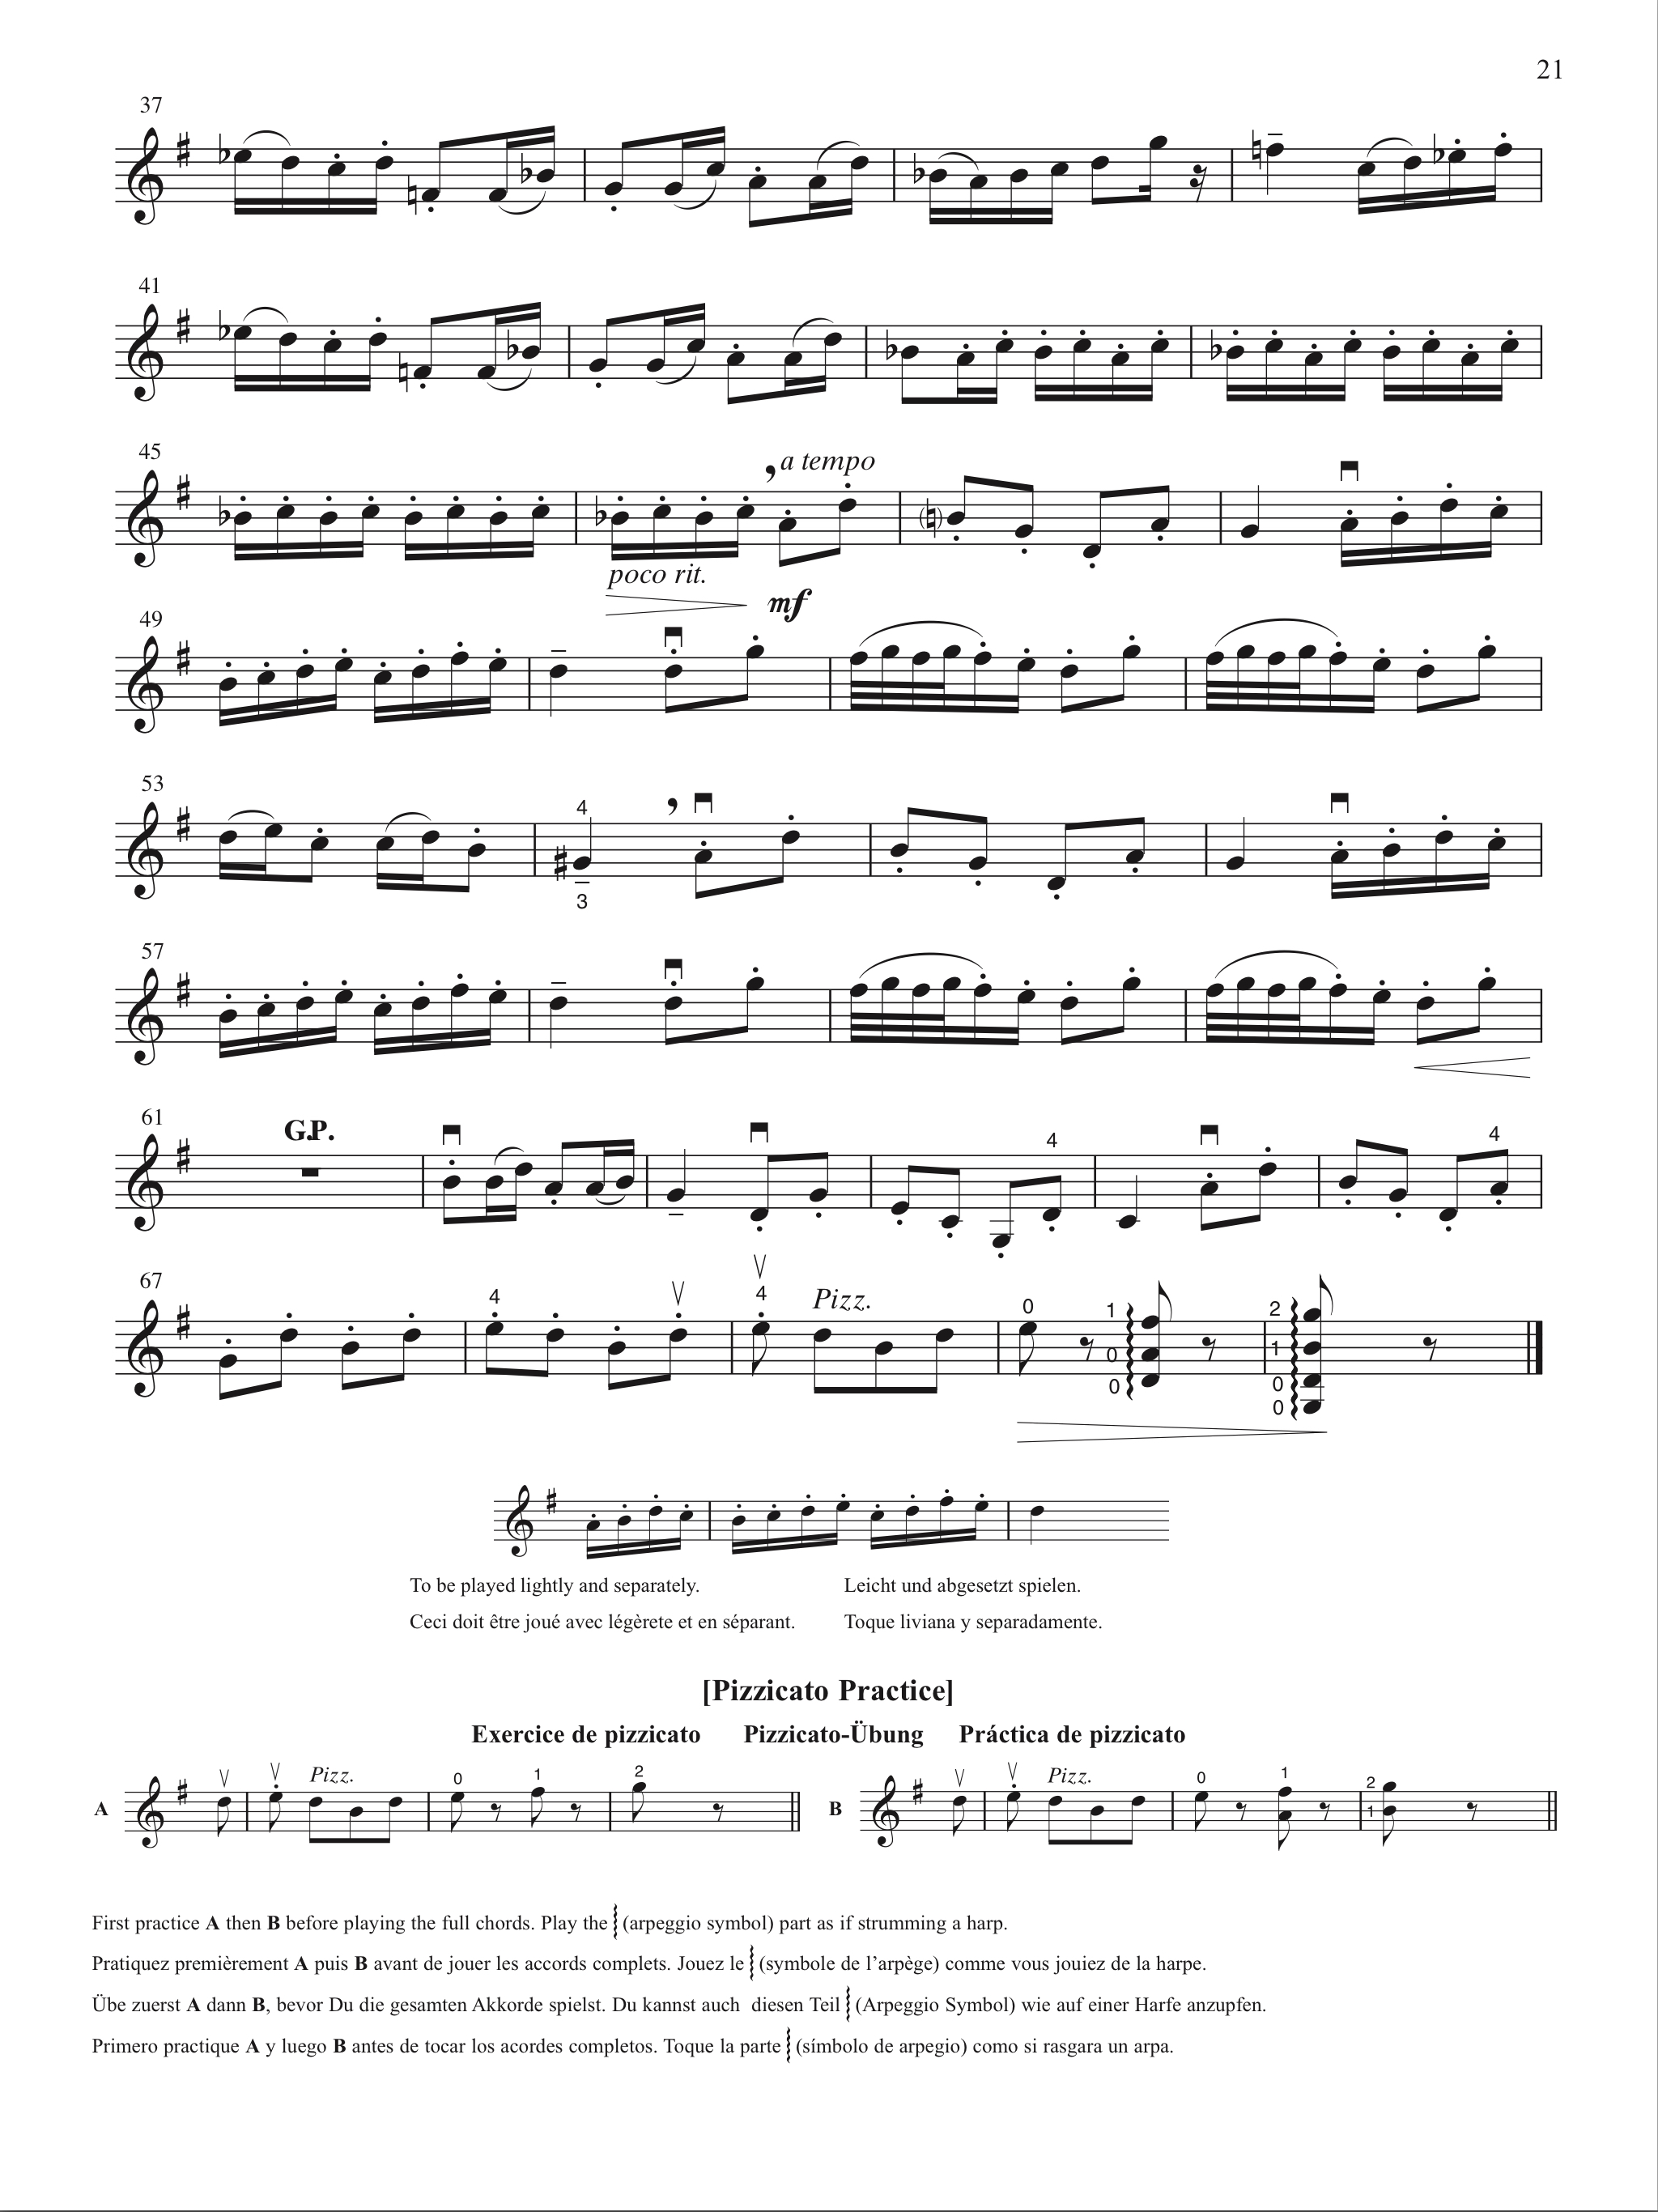 21
37
41
45
a tempo
poco rit.
mf
49
53
4
3
57
61
G.P.
4
4
67
4
4
Pizz.
0
1
0
0
2
1
0
0
To be played lightly and separately.
Leicht und abgesetzt spielen.
Ceci doit être joué avec légèrete et en séparant.
Toque liviana y separadamente.
[Pizzicato Practice]
Exercice de pizzicato Pizzicato-Übung Práctica de pizzicato
A
Pizz.
0
1
2
B
Pizz.
0
1
2
1
First practice A then B before playing the full chords. Play the (arpeggio symbol) part as if strumming a harp.
Pratiquez premièrement A puis B avant de jouer les accords complets. Jouez le (symbole de l'arpège) comme vous jouiez de la harpe.
Übe zuerst A dann B, bevor Du die gesamten Akkorde spielst. Du kannst auch diesen Teil (Arpeggio Symbol) wie auf einer Harfe anzupfen.
Primero practique A y luego B antes de tocar los acordes completos. Toque la parte (símbolo de arpegio) como si rasgara un arpa.